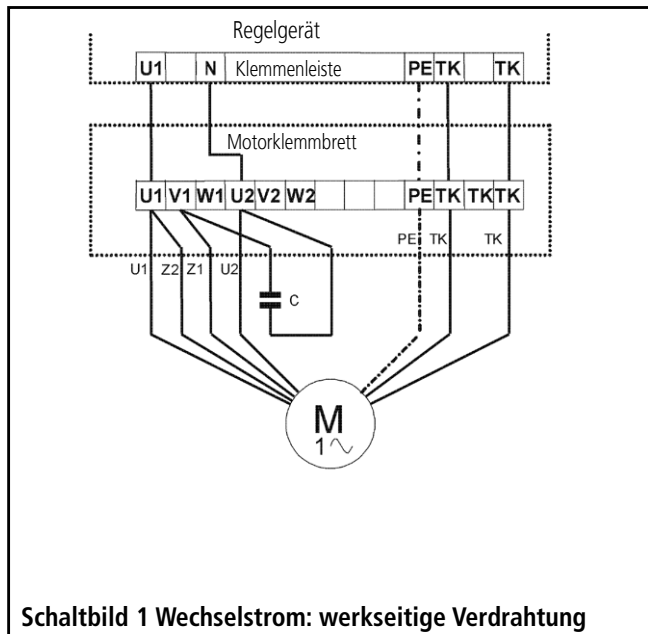 Regelgerät
U1 N Klemmenleiste PE TK TK
Motorklemmbrett
U1 V1 W1 U2 V2 W2 PE TK TK TK
PE TK TK
U1 Z2 Z1 U2
C
M
1
Schaltbild 1 Wechselstrom: werkseitige Verdrahtung